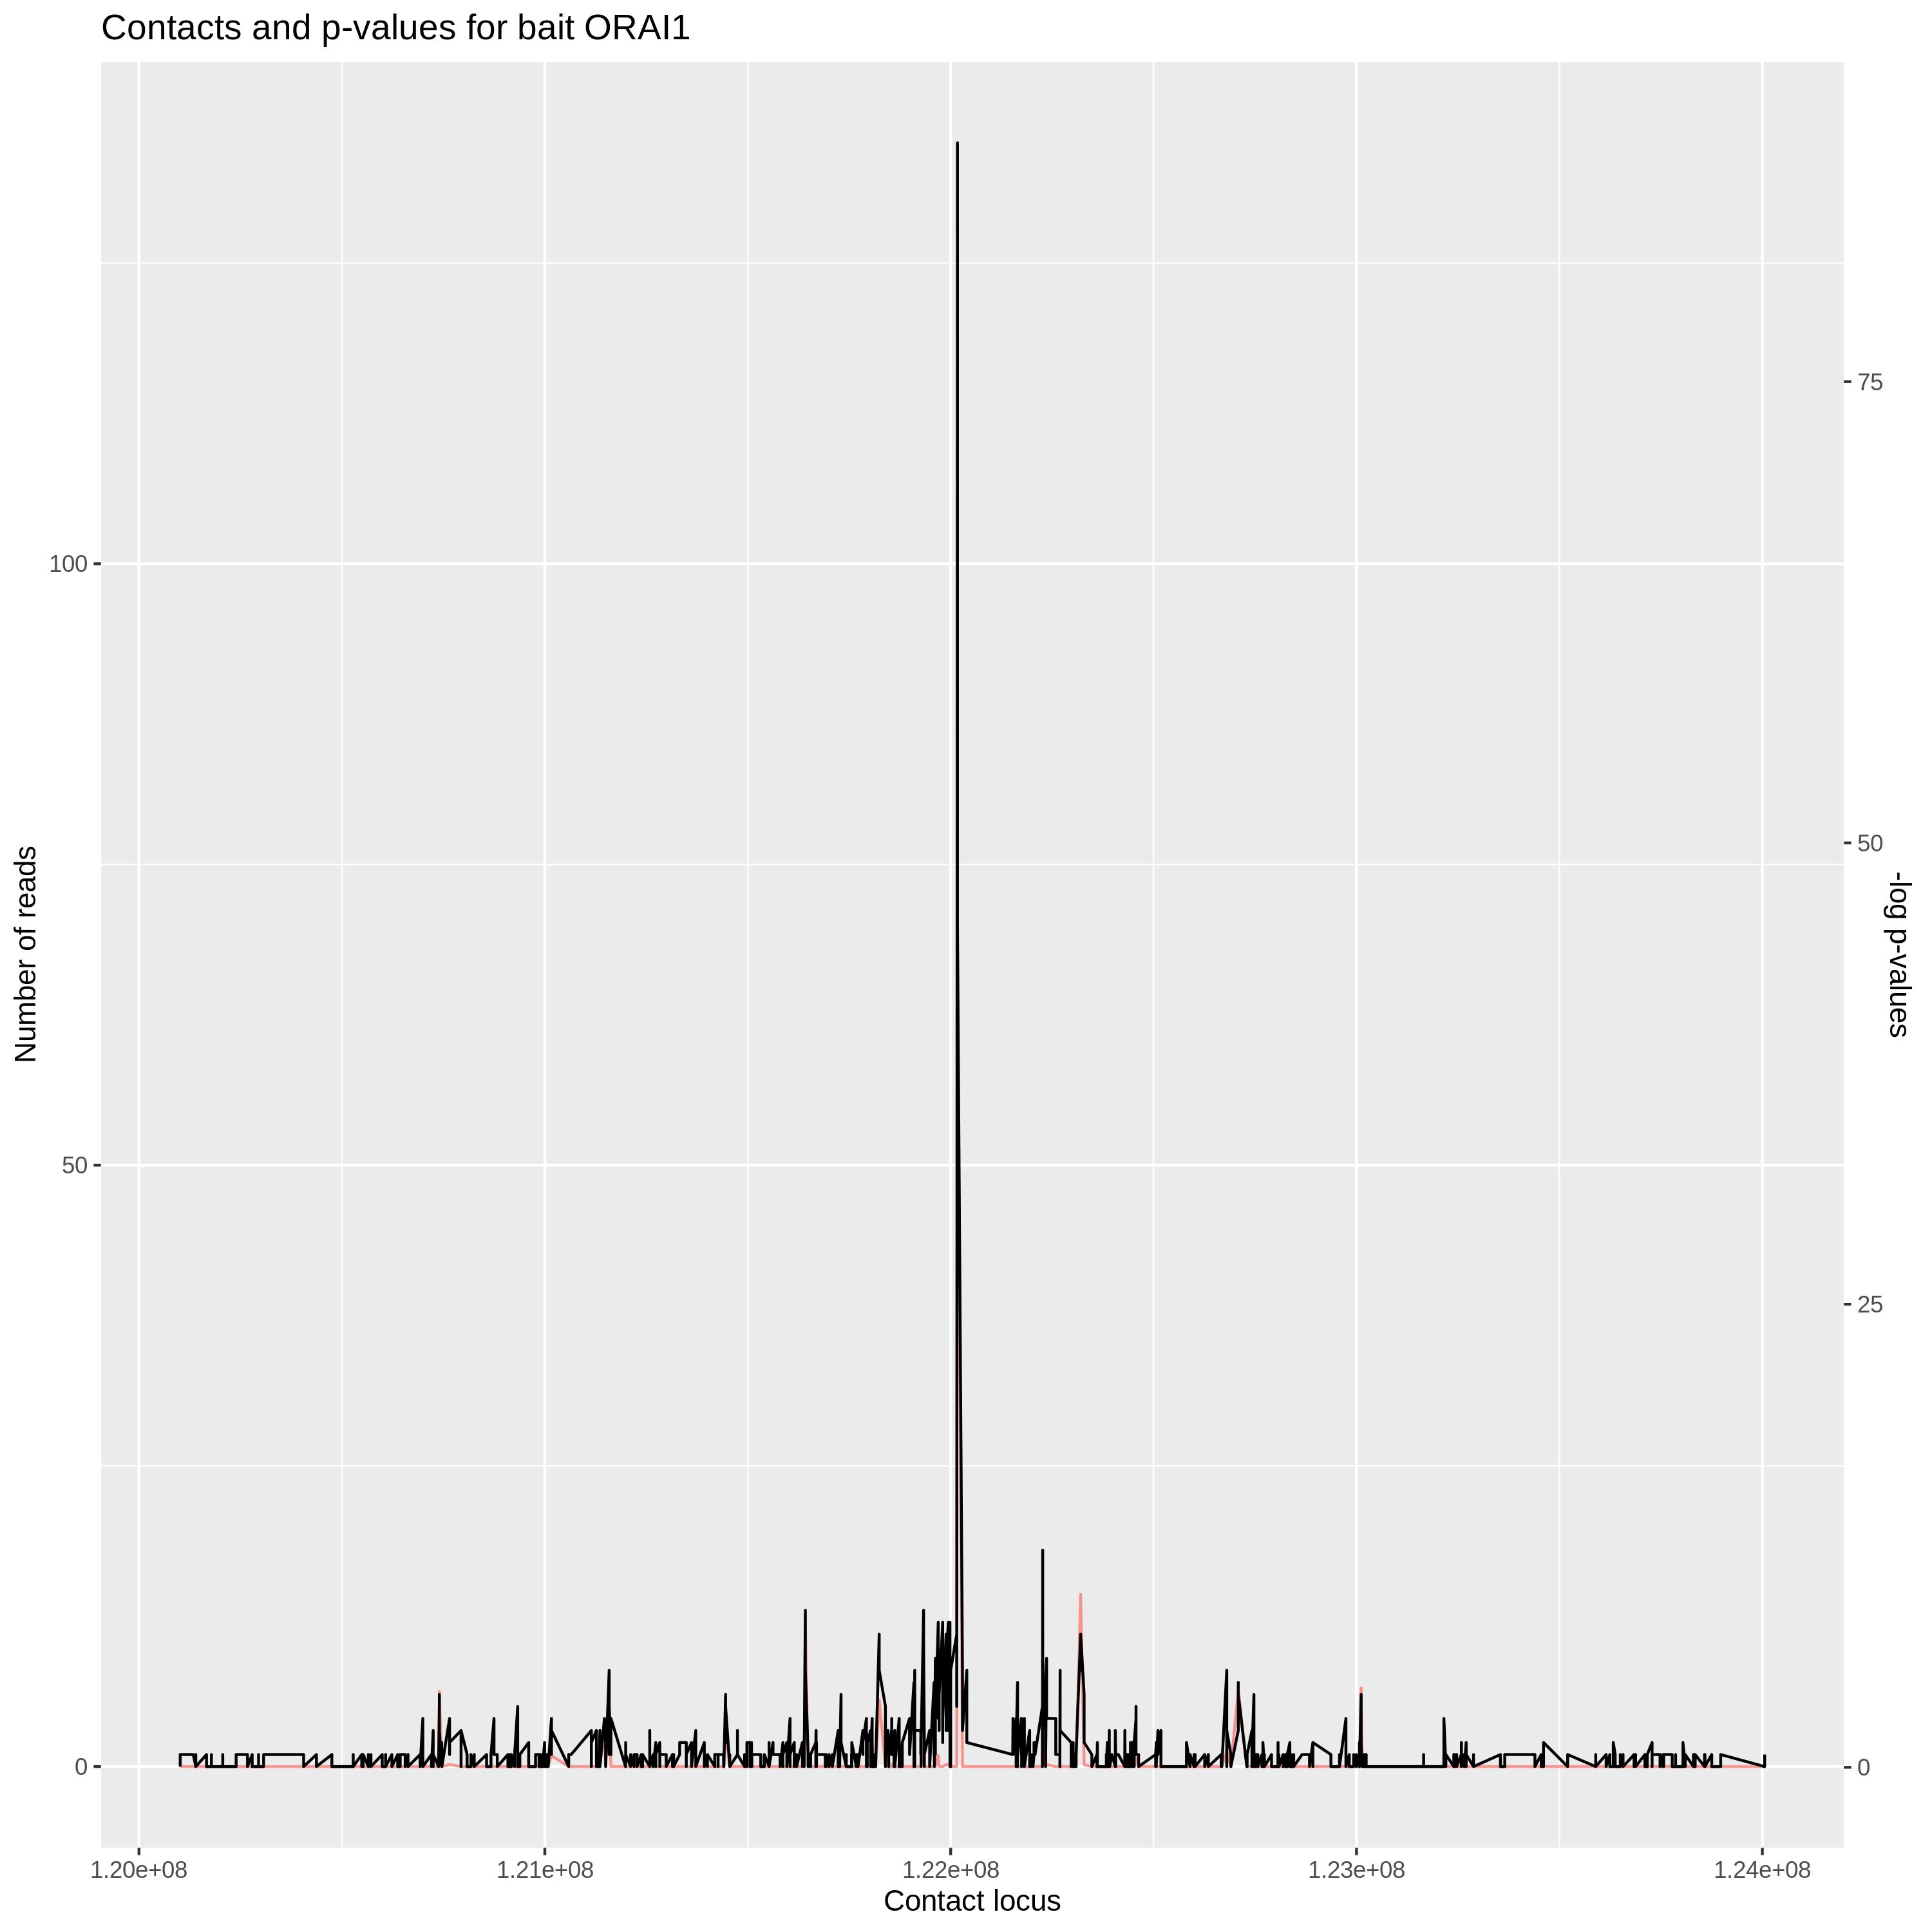 Contacts and p-values for bait ORAI1
Number of reads
100
50
0
75
50
25
0
-log p-values
1.20e+08
1.21e+08
1.22e+08
1.23e+08
1.24e+08
Contact locus